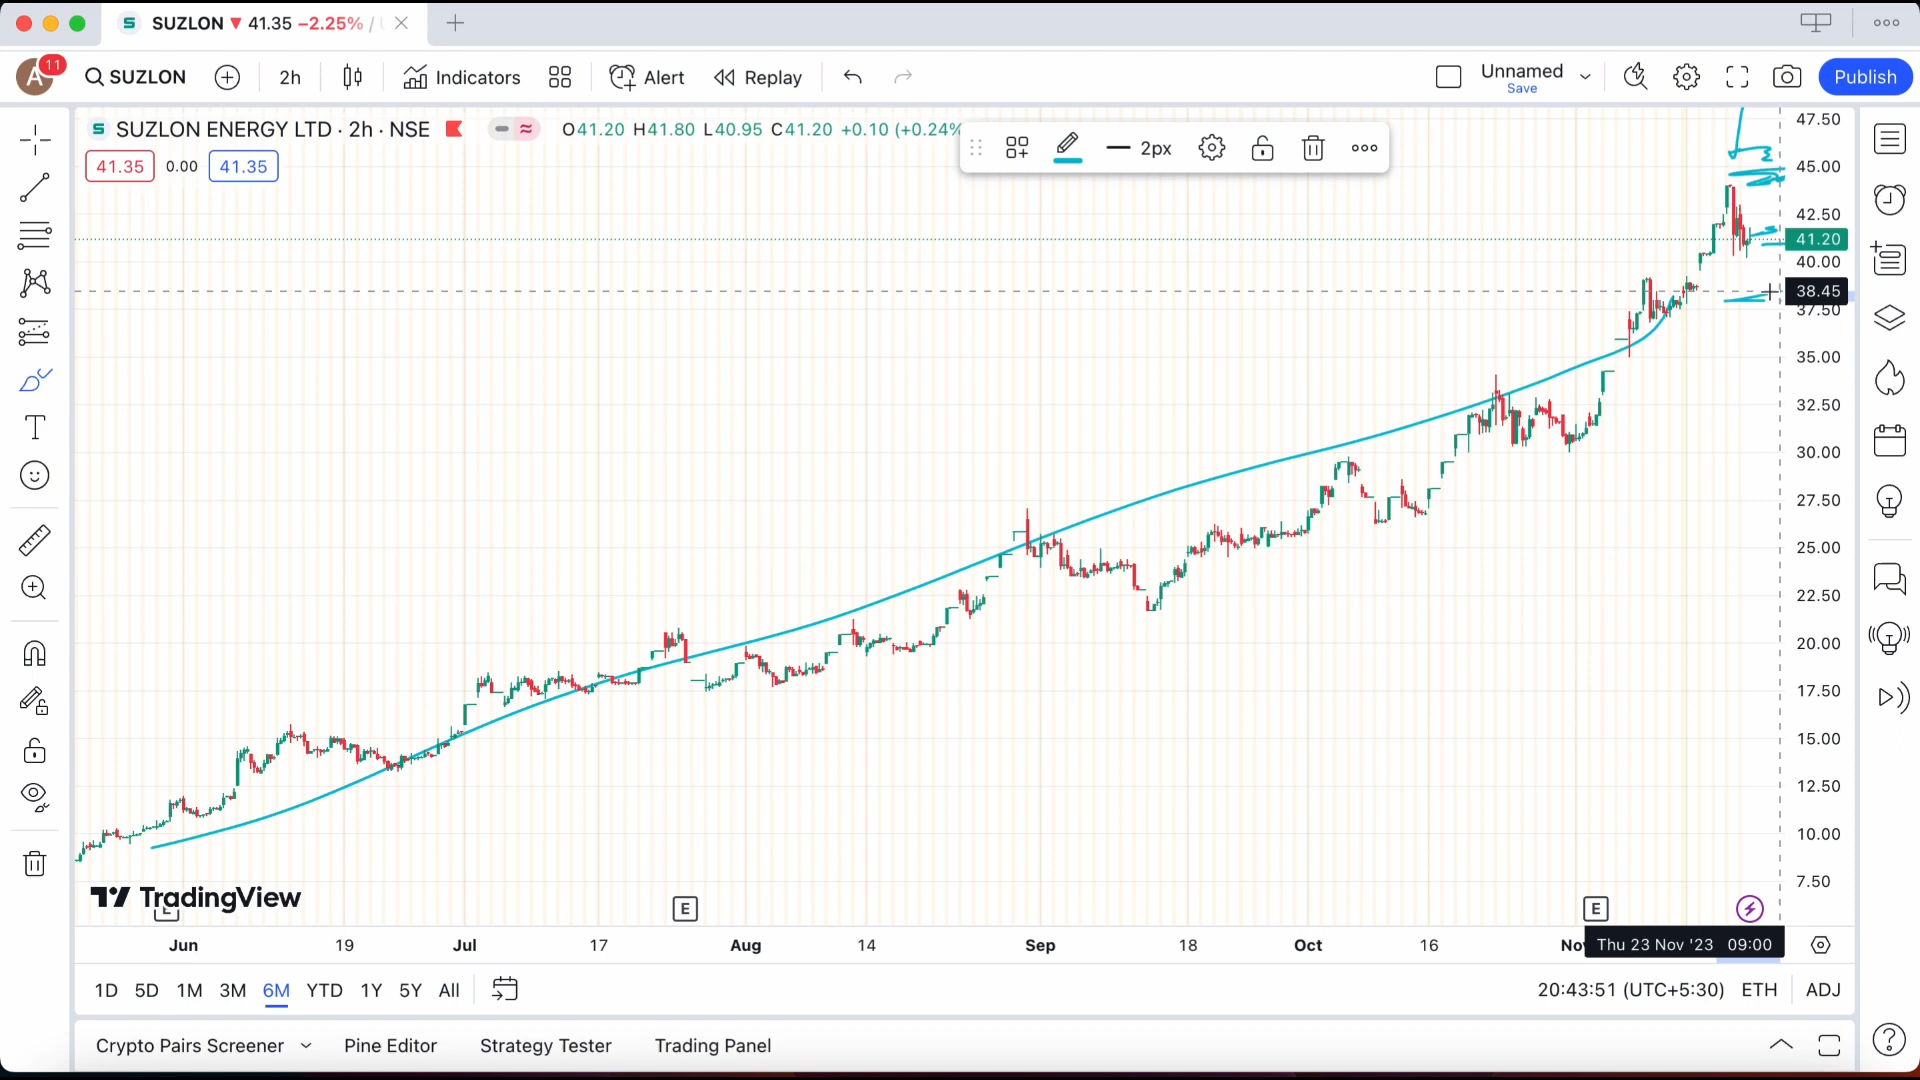 SUZLON ▼ 41.35 −2.25% /
A 11 SUZLON 2h Indicators Alert Replay Unnamed Save Publish
SUZLON ENERGY LTD · 2h · NSE O41.20 H41.80 L40.95 C41.20 +0.10 (+0.24%
2px
41.35 0.00 41.35
47.50
45.00
42.50
41.20
40.00
38.45
37.50
35.00
32.50
30.00
27.50
25.00
22.50
20.00
17.50
15.00
12.50
10.00
7.50
TradingView
E E E
Jun 19 Jul 17 Aug 14 Sep 18 Oct 16 Nov Thu 23 Nov '23 09:00
1D 5D 1M 3M 6M YTD 1Y 5Y All 20:43:51 (UTC+5:30) ETH ADJ
Crypto Pairs Screener Pine Editor Strategy Tester Trading Panel